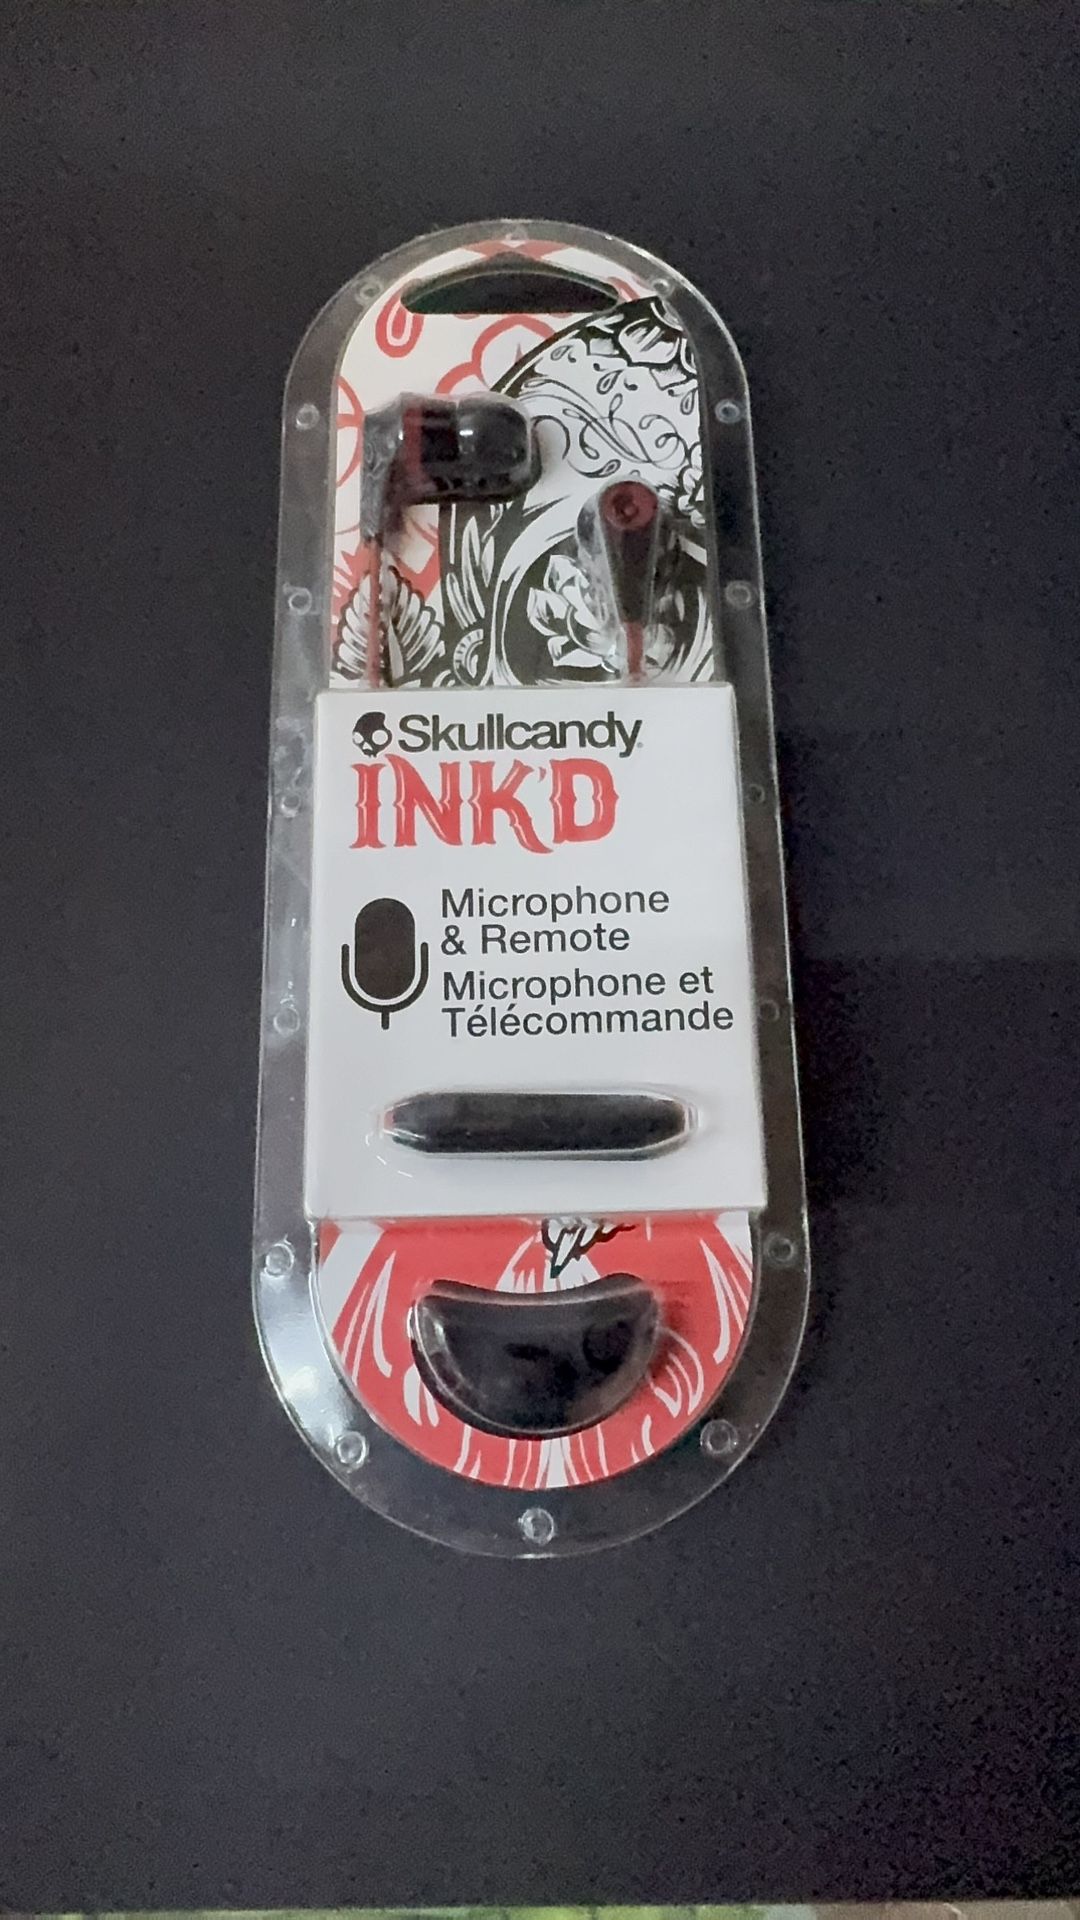 Skullcandy
INK'D
Microphone
& Remote
Microphone et
Télécommande